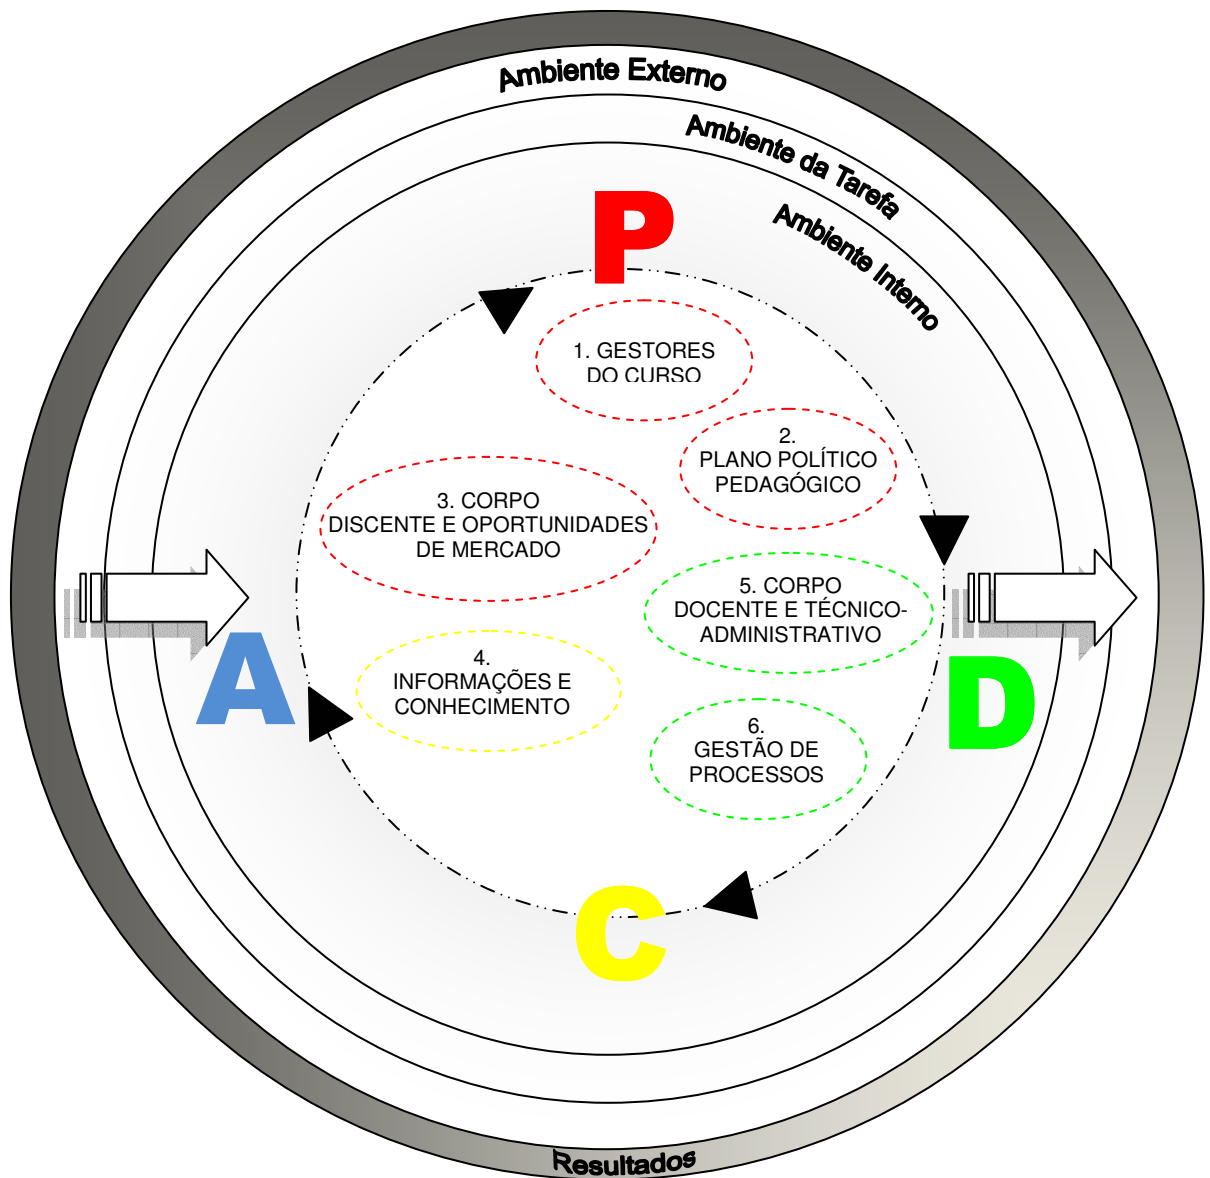 Ambiente Externo
Ambiente da Tarefa
Ambiente Interno
P
1. GESTORES
DO CURSO
2.
PLANO POLÍTICO
PEDAGÓGICO
3. CORPO
DISCENTE E OPORTUNIDADES
DE MERCADO
5. CORPO
DOCENTE E TÉCNICO-
ADMINISTRATIVO
A
4.
INFORMAÇÕES E
CONHECIMENTO
D
6.
GESTÃO DE
PROCESSOS
C
Resultados